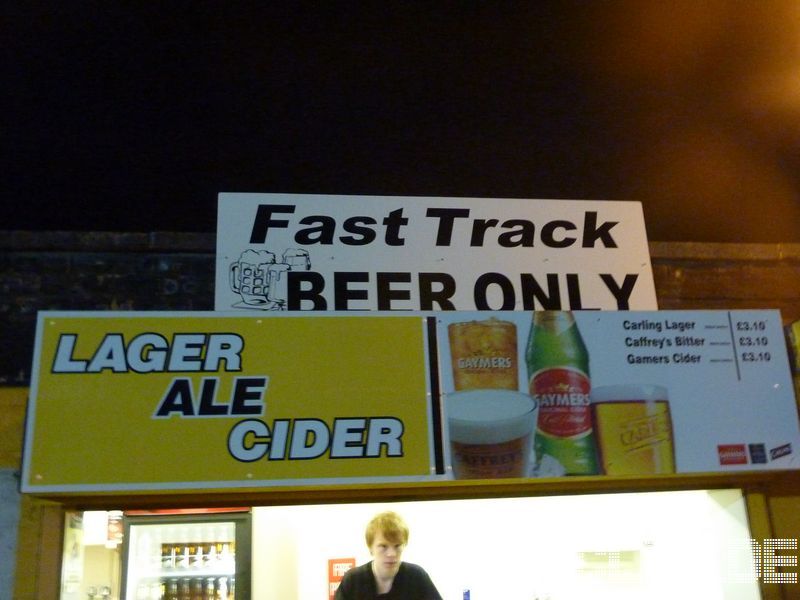 Fast Track
BEER ONLY
LAGER
ALE
CIDER
GAYMERS
GAYMERS
CAFFREY'S
Carling Lager £3.10
Caffrey's Bitter £3.10
Gamers Cider £3.10